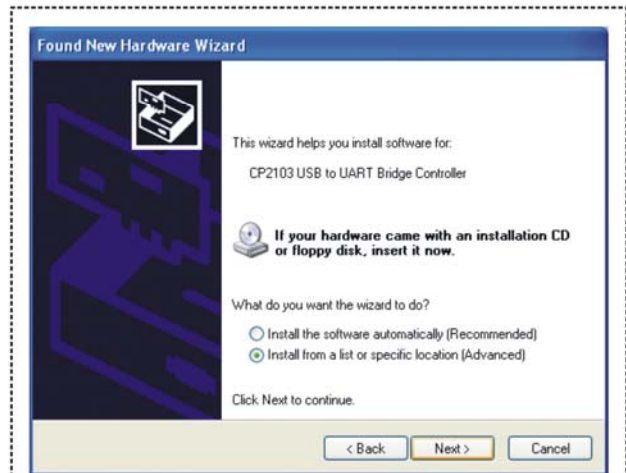 Found New Hardware Wizard
This wizard helps you install software for:
CP2103 USB to UART Bridge Controller
If your hardware came with an installation CD
or floppy disk, insert it now.
What do you want the wizard to do?
Install the software automatically (Recommended)
Install from a list or specific location (Advanced)
Click Next to continue.
< Back Next > Cancel